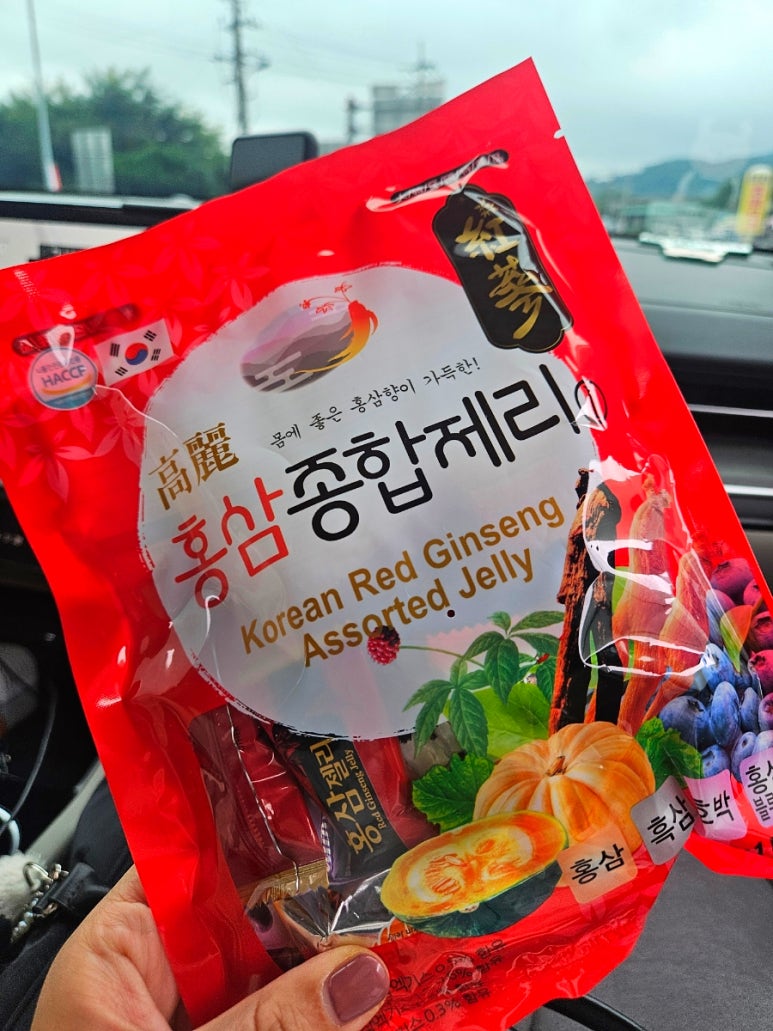 紅蔘
HACCP
몸에 좋은 홍삼향이 가득한!
高麗
홍삼종합제리
Korean Red Ginseng
Assorted Jelly
홍삼젤리
Red Ginseng Jelly
홍삼
흑삼
호박
0.3%